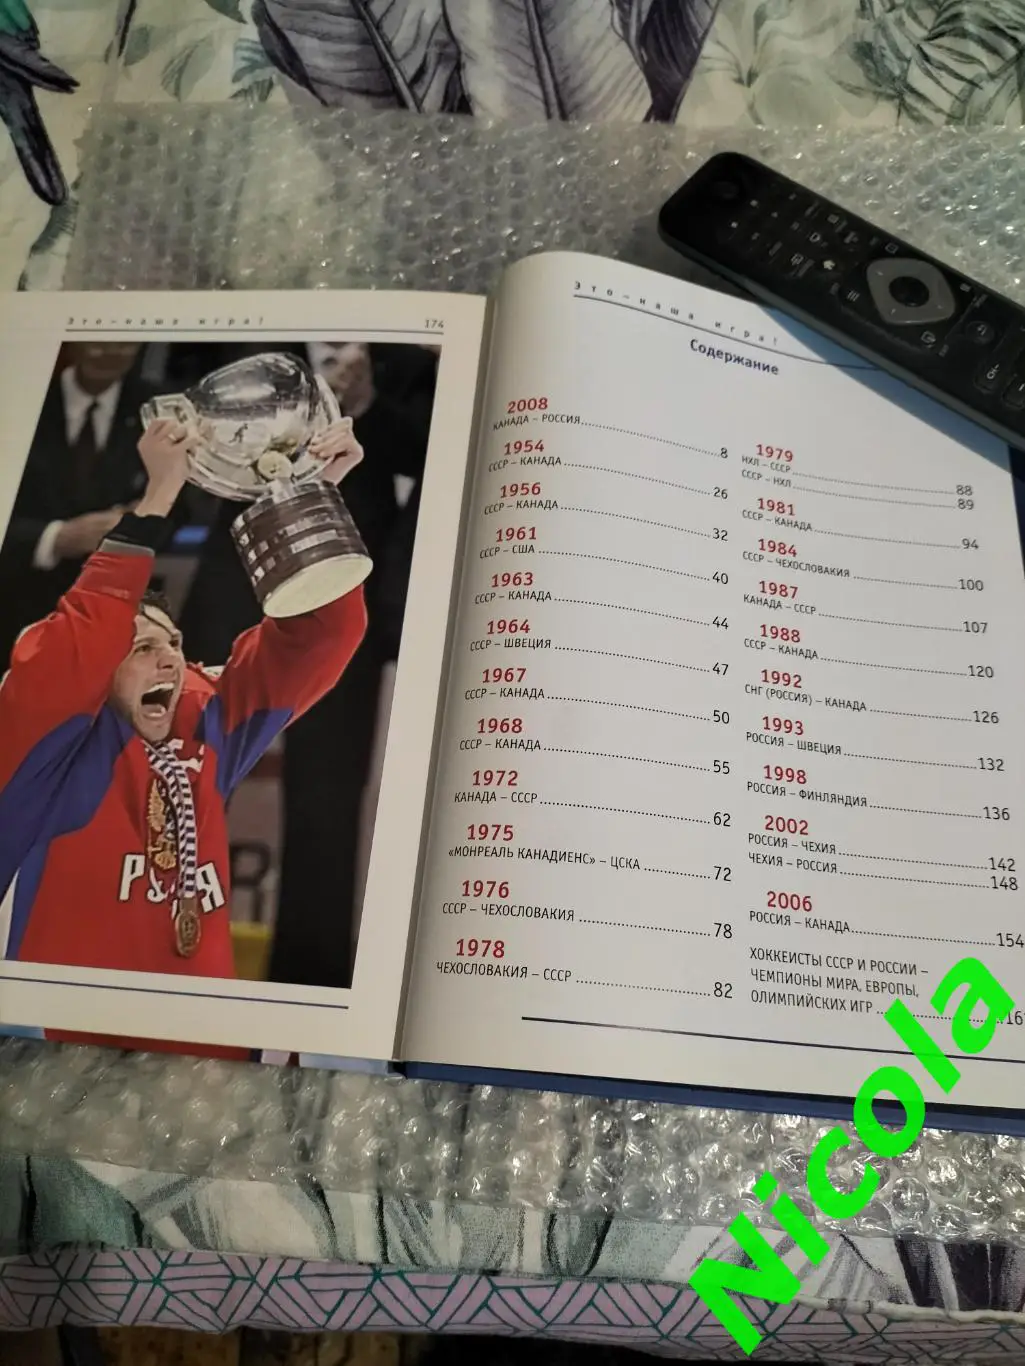 Это – наша игра! 174
РОССИЯ
Это – наша игра!
Содержание
2008
КАНАДА – РОССИЯ..............................8
1954
СССР – КАНАДА..............................26
1956
СССР – КАНАДА..............................32
1961
СССР – США..............................40
1963
СССР – КАНАДА..............................44
1964
СССР – ШВЕЦИЯ..............................47
1967
СССР – КАНАДА..............................50
1968
СССР – КАНАДА..............................55
1972
КАНАДА – СССР..............................62
1975
«МОНРЕАЛЬ КАНАДИЕНС» – ЦСКА..............72
1976
СССР – ЧЕХОСЛОВАКИЯ....................78
1978
ЧЕХОСЛОВАКИЯ – СССР....................82
1979
НХЛ – СССР..............................88
СССР – НХЛ..............................89
1981
СССР – КАНАДА..............................94
1984
СССР – ЧЕХОСЛОВАКИЯ....................100
1987
КАНАДА – СССР..............................107
1988
СССР – КАНАДА..............................120
1992
СНГ (РОССИЯ) – КАНАДА....................126
1993
РОССИЯ – ШВЕЦИЯ....................132
1998
РОССИЯ – ФИНЛЯНДИЯ....................136
2002
РОССИЯ – ЧЕХИЯ....................142
ЧЕХИЯ – РОССИЯ....................148
2006
РОССИЯ – КАНАДА....................154
ХОККЕИСТЫ СССР И РОССИИ –
ЧЕМПИОНЫ МИРА, ЕВРОПЫ,
ОЛИМПИЙСКИХ ИГР....................
Nicola